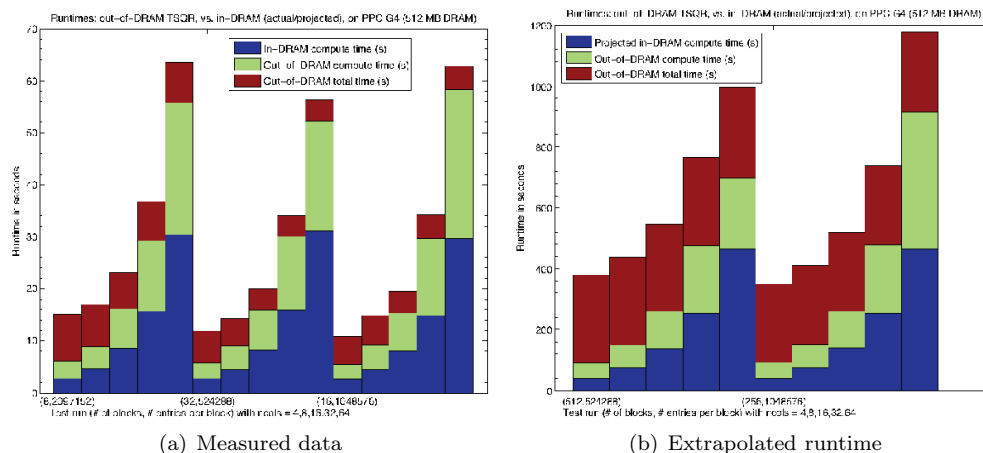 Runtimes: out-of-DRAM TSQR, vs. in-DRAM (actual/projected), on PPC G4 (512 MB DRAM)
70
60
50
40
30
20
10
0
Runtime in seconds
In-DRAM compute time (s)
Out-of-DRAM compute time (s)
Out-of-DRAM total time (s)
(8,2097152)
(32,524288)
(16,1048576)
Test run (# of blocks, # entries per block) with ncols = 4,8,16,32,64
(a) Measured data
Runtimes: out-of-DRAM TSQR, vs. in-DRAM (actual/projected), on PPC G4 (512 MB DRAM)
1200
1000
800
600
400
200
0
Runtime in seconds
Projected in-DRAM compute time (s)
Out-of-DRAM compute time (s)
Out-of-DRAM total time (s)
(512,524288)
(256,1048576)
Test run (# of blocks, # entries per block) with ncols = 4,8,16,32,64
(b) Extrapolated runtime